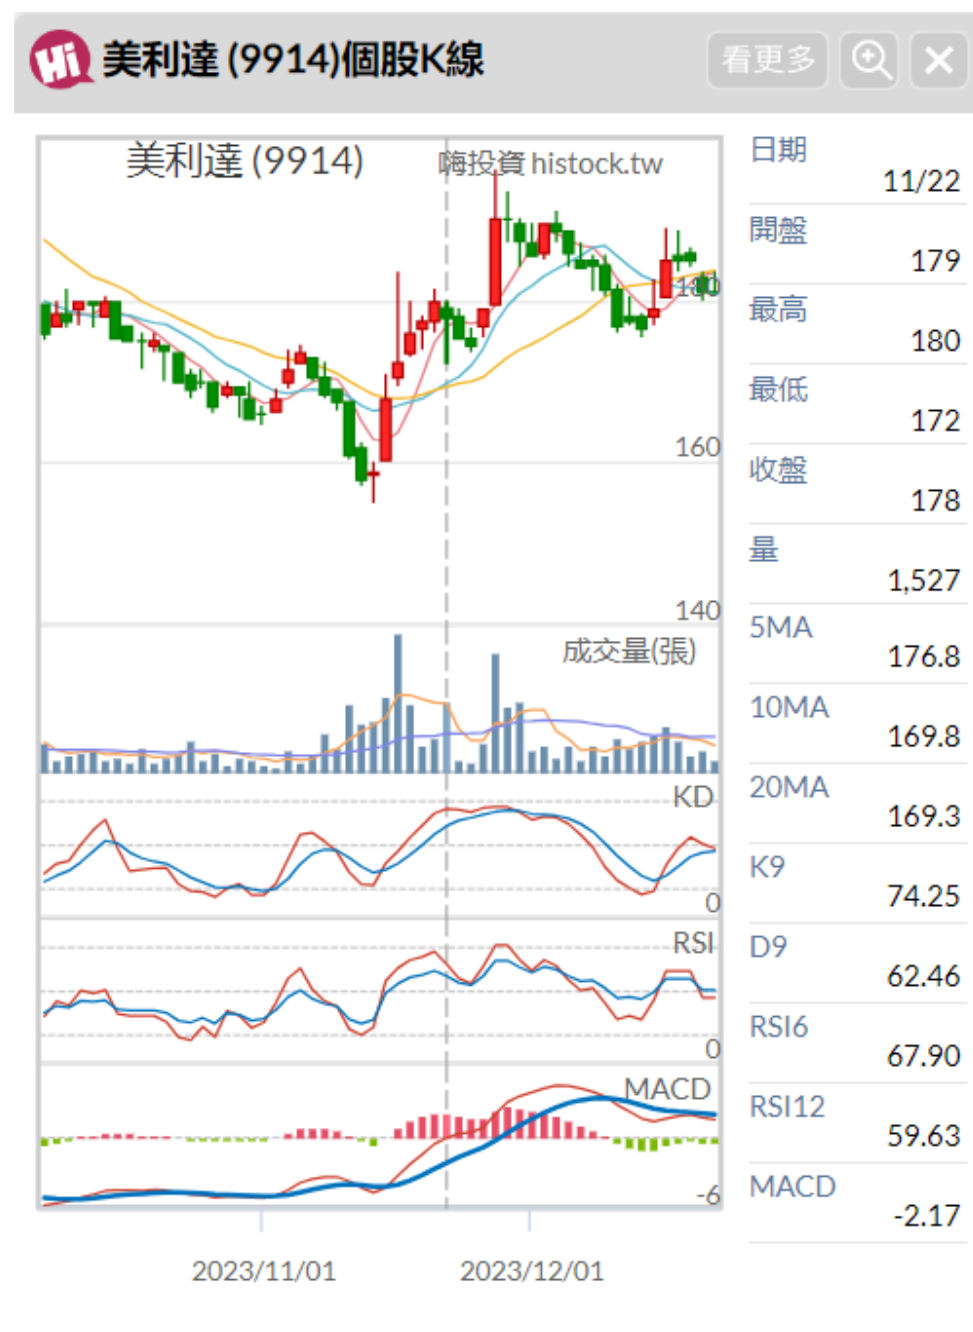 Hi
美利達 (9914)個股K線
看更多
美利達 (9914)
嗨投資 histock.tw
180
160
140
成交量(張)
KD
0
RSI
0
MACD
-6
2023/11/01
2023/12/01
日期
11/22
開盤
179
最高
180
最低
172
收盤
178
量
1,527
5MA
176.8
10MA
169.8
20MA
169.3
K9
74.25
D9
62.46
RSI6
67.90
RSI12
59.63
MACD
-2.17